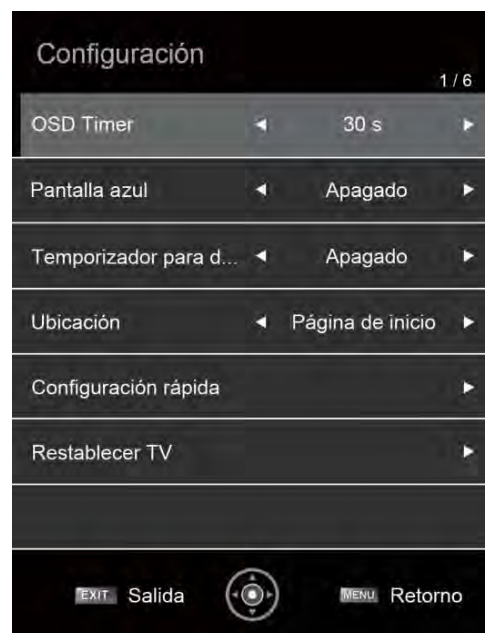 Configuración
1 / 6
OSD Timer 30 s
Pantalla azul Apagado
Temporizador para d... Apagado
Ubicación Página de inicio
Configuración rápida
Restablecer TV
EXIT Salida MENU Retorno